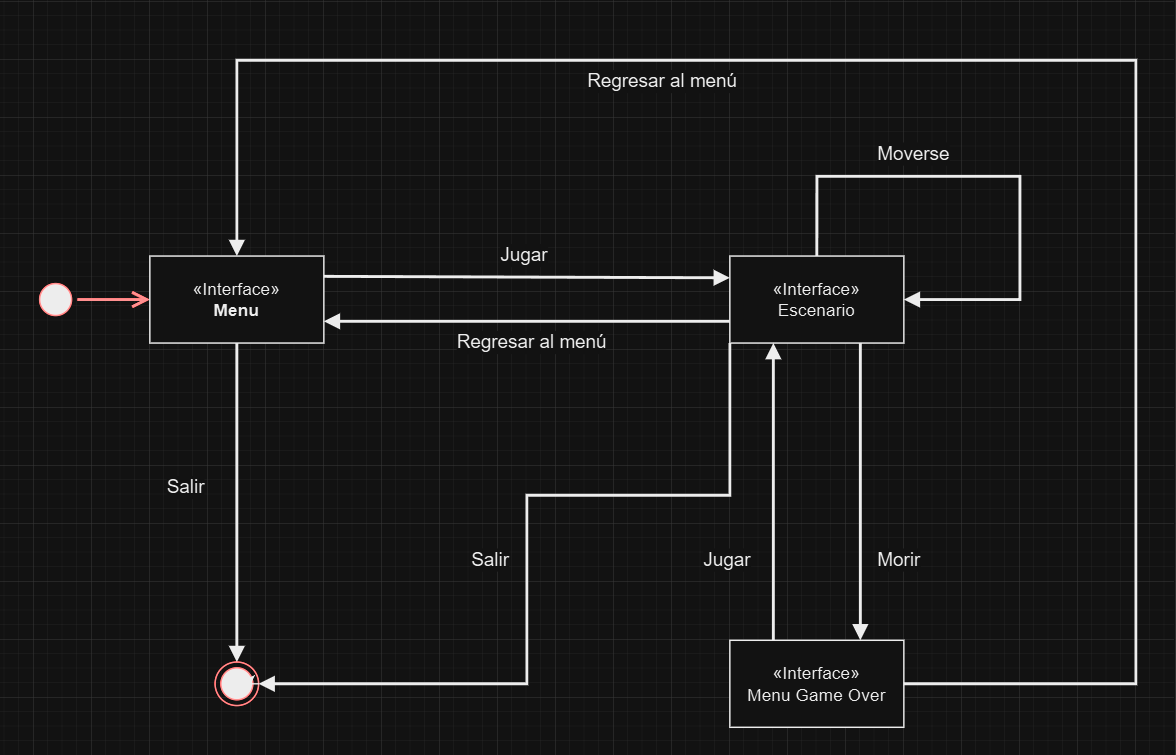 Regresar al menú
Moverse
Jugar
«Interface»
Menu
«Interface»
Escenario
Regresar al menú
Salir
Salir
Jugar
Morir
«Interface»
Menu Game Over